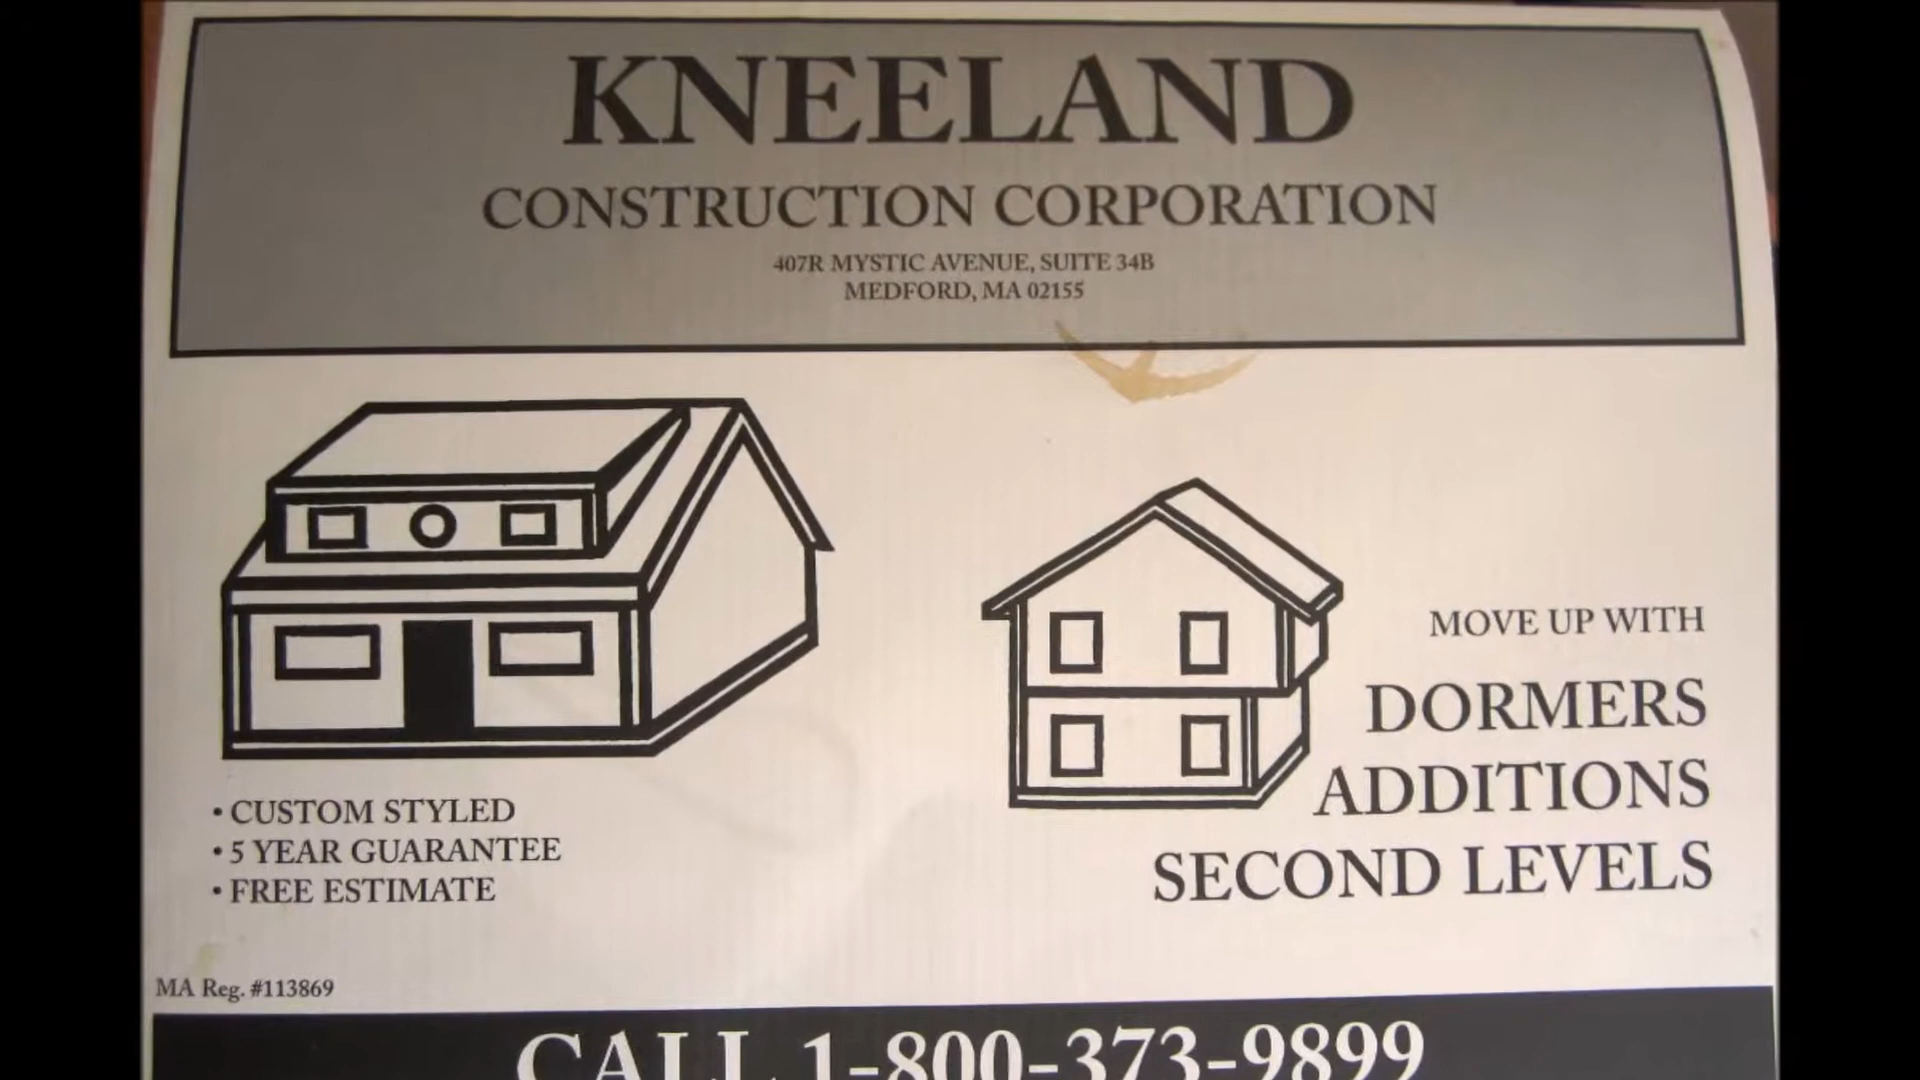 KNEELAND
CONSTRUCTION CORPORATION
407R MYSTIC AVENUE, SUITE 34B
MEDFORD, MA 02155
MOVE UP WITH
DORMERS
ADDITIONS
SECOND LEVELS
• CUSTOM STYLED
• 5 YEAR GUARANTEE
• FREE ESTIMATE
MA Reg. #113869
CALL 1-800-373-9899